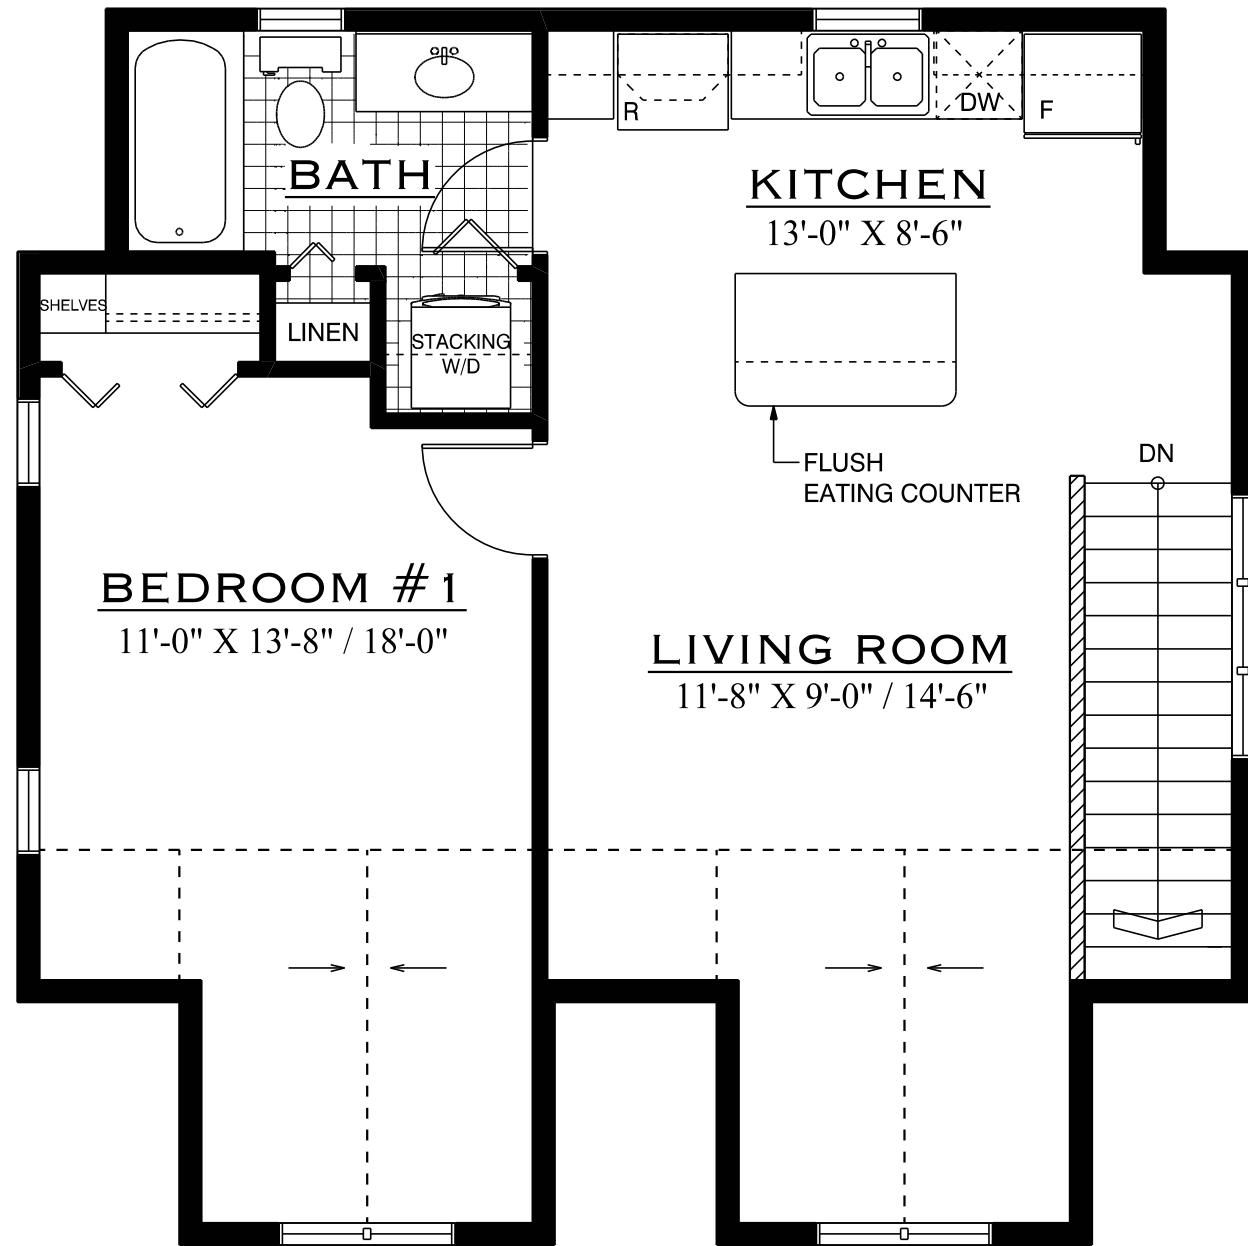 R
DW
F
BATH
KITCHEN
13'-0" X 8'-6"
SHELVES
LINEN
STACKING
W/D
FLUSH
EATING COUNTER
DN
BEDROOM #1
11'-0" X 13'-8" / 18'-0"
LIVING ROOM
11'-8" X 9'-0" / 14'-6"